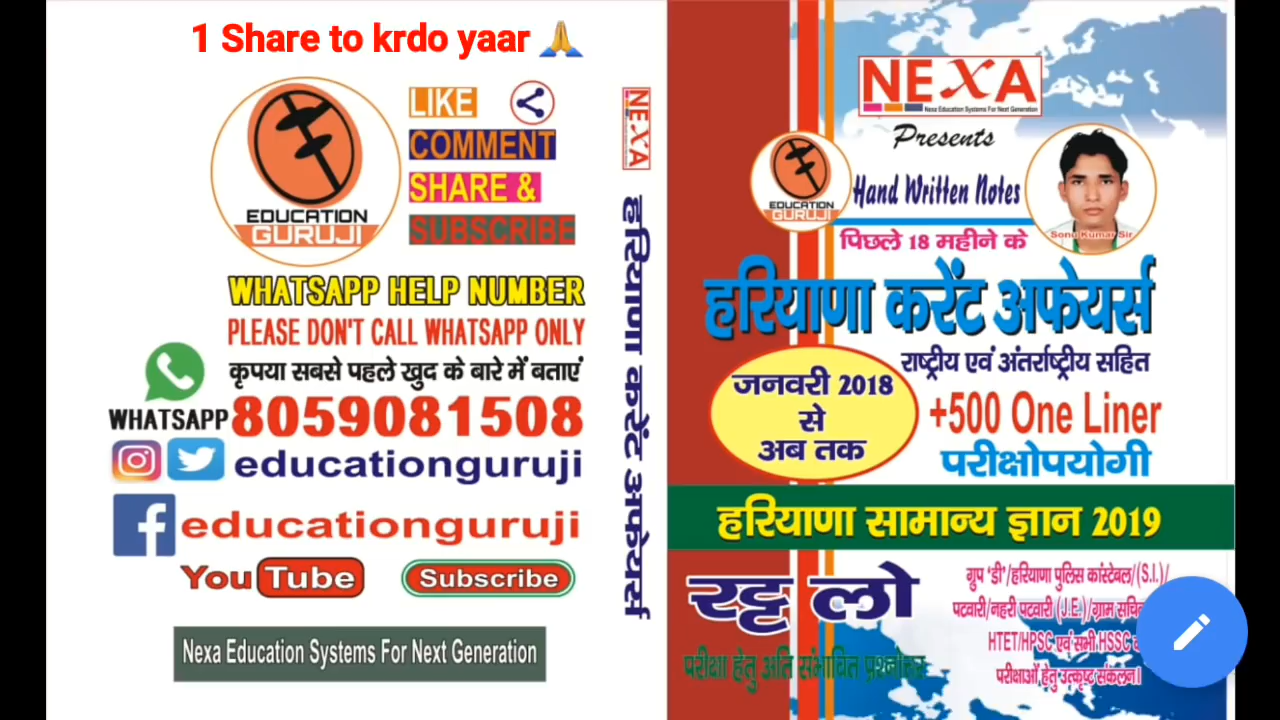 1 Share to krdo yaar 🙏
EDUCATION
GURUJI
LIKE
COMMENT
SHARE &
SUBSCRIBE
WHATSAPP HELP NUMBER
PLEASE DON'T CALL WHATSAPP ONLY
कृपया सबसे पहले खुद के बारे में बताएं
WHATSAPP 8059081508
educationguruji
educationguruji
YouTube Subscribe
Nexa Education Systems For Next Generation
NEXA
हरियाणा करेंट अफेयर्स
NEXA
Nexa Education Systems For Next Generation
Presents
EDUCATION
GURUJI
Hand Written Notes
Sonu Kumar Sir
पिछले 18 महीने के
हरियाणा करेंट अफेयर्स
राष्ट्रीय एवं अंतर्राष्ट्रीय सहित
जनवरी 2018
से
अब तक
+500 One Liner
परीक्षोपयोगी
हरियाणा सामान्य ज्ञान 2019
रट्ट लो
परीक्षा हेतु अति संभावित प्रश्नोत्तर
ग्रुप 'डी'/हरियाणा पुलिस कांस्टेबल/(S.I.)/
पटवारी/नहरी पटवारी (J.E.)/ग्राम
HTET/HPSC एवं सभी HSSC
परीक्षाओं हेतु उत्कृष्ट संकलन।